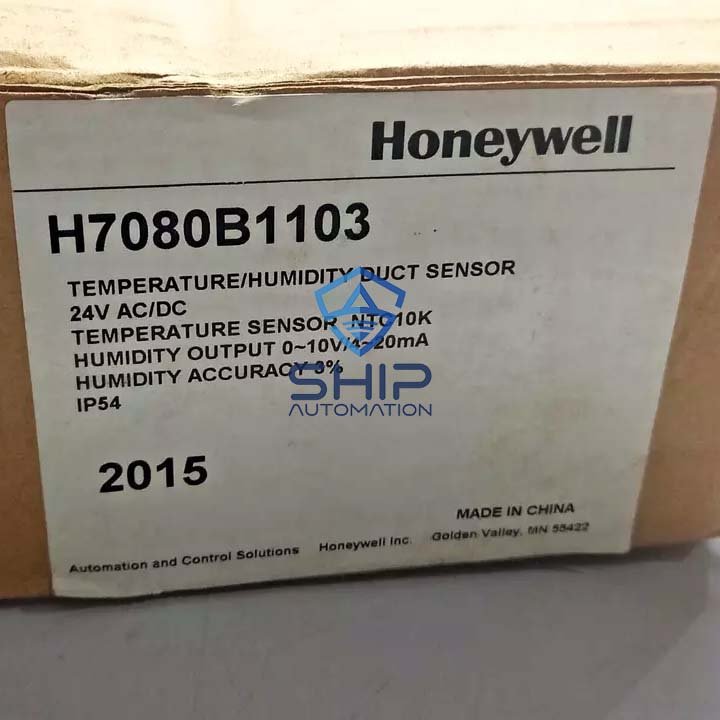 Honeywell
H7080B1103
TEMPERATURE/HUMIDITY DUCT SENSOR
24V AC/DC
TEMPERATURE SENSOR NTC10K
HUMIDITY OUTPUT 0~10V/4~20mA
HUMIDITY ACCURACY 3%
IP54
SHIP
AUTOMATION
2015
MADE IN CHINA
Automation and Control Solutions Honeywell Inc. Golden Valley, MN 55422